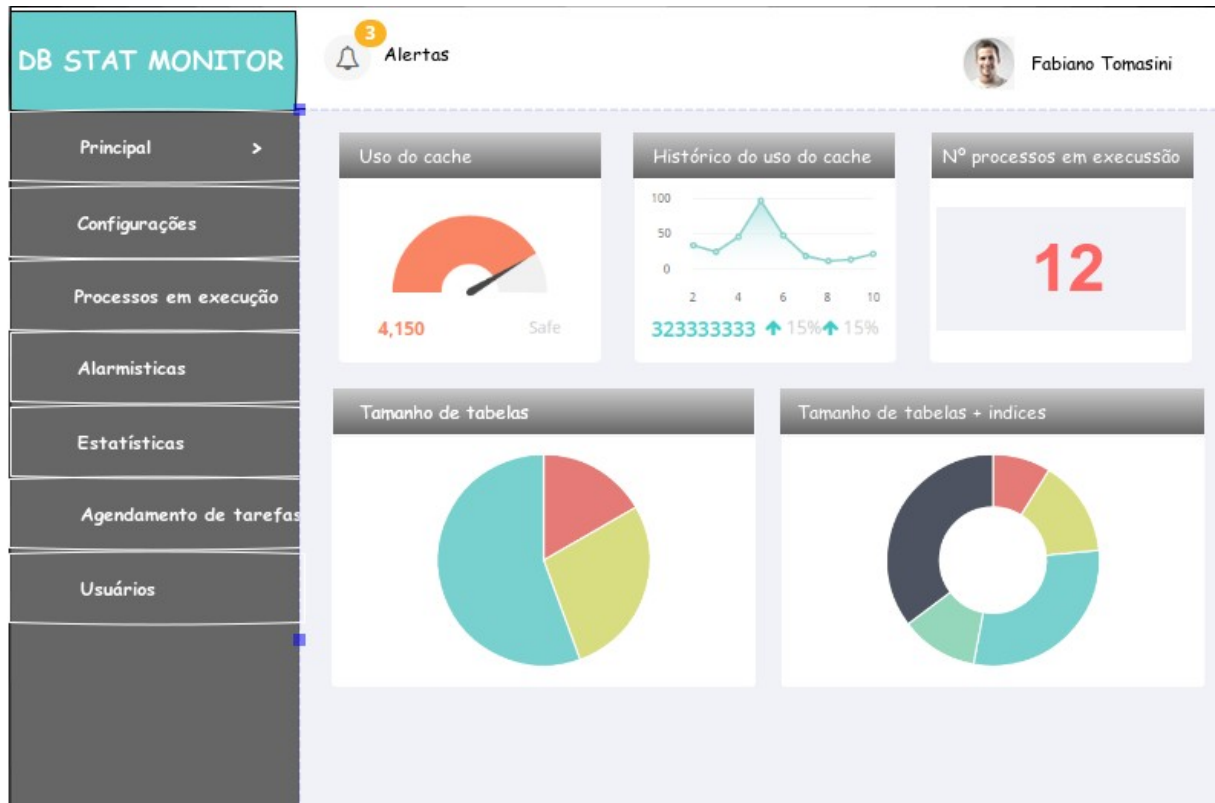 DB STAT MONITOR
3
Alertas
Fabiano Tomasini
Principal >
Configurações
Processos em execução
Alarmisticas
Estatísticas
Agendamento de tarefas
Usuários
Uso do cache
4,150
Safe
Histórico do uso do cache
100
50
0
2 4 6 8 10
323333333 15% 15%
Nº processos em execussão
12
Tamanho de tabelas
Tamanho de tabelas + indices